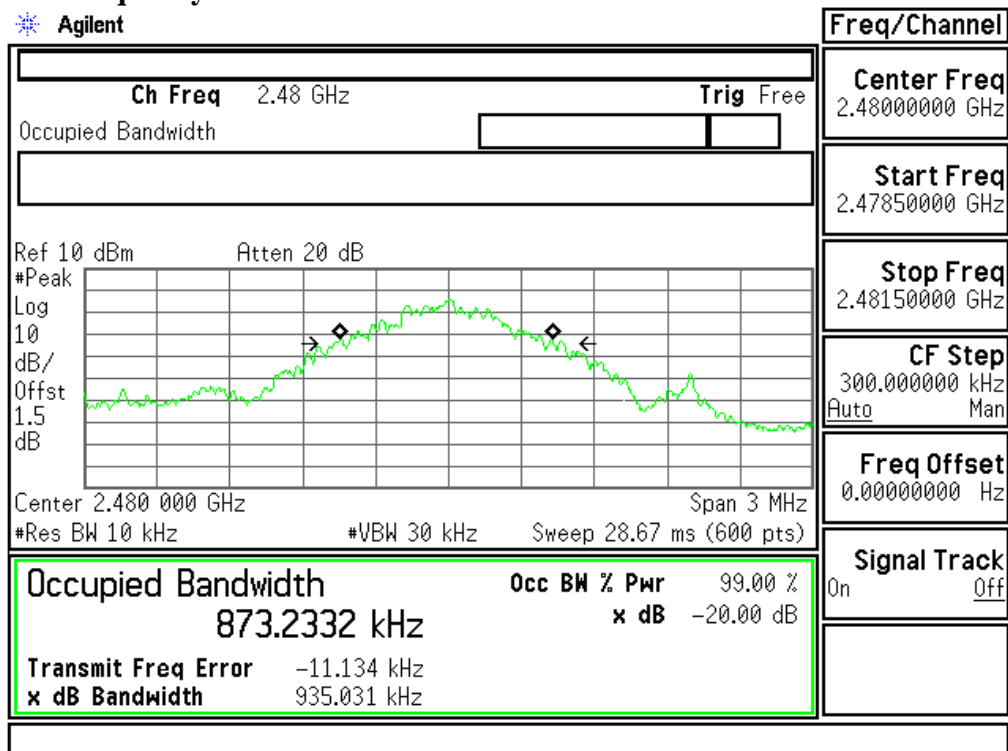 Agilent
Freq/Channel
Ch Freq 2.48 GHz Trig Free
Occupied Bandwidth
Center Freq
2.48000000 GHz
Start Freq
2.47850000 GHz
Stop Freq
2.48150000 GHz
CF Step
300.000000 kHz
Auto Man
Freq Offset
0.00000000 Hz
Signal Track
On Off
Ref 10 dBm Atten 20 dB
#Peak
Log
10
dB/
Offst
1.5
dB
Center 2.480 000 GHz Span 3 MHz
#Res BW 10 kHz #VBW 30 kHz Sweep 28.67 ms (600 pts)
Occupied Bandwidth Occ BW % Pwr 99.00 %
873.2332 kHz x dB -20.00 dB
Transmit Freq Error -11.134 kHz
x dB Bandwidth 935.031 kHz